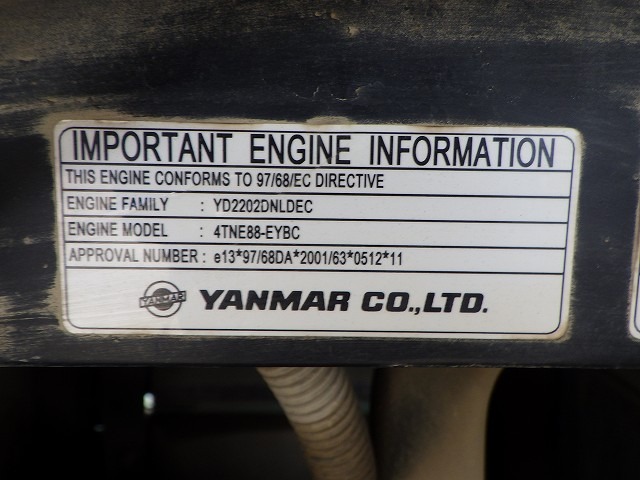 IMPORTANT ENGINE INFORMATION
THIS ENGINE CONFORMS TO 97/68/EC DIRECTIVE
ENGINE FAMILY : YD2202DNLDEC
ENGINE MODEL : 4TNE88-EYBC
APPROVAL NUMBER : e13*97/68DA*2001/63*0512*11
YANMAR YANMAR CO.,LTD.